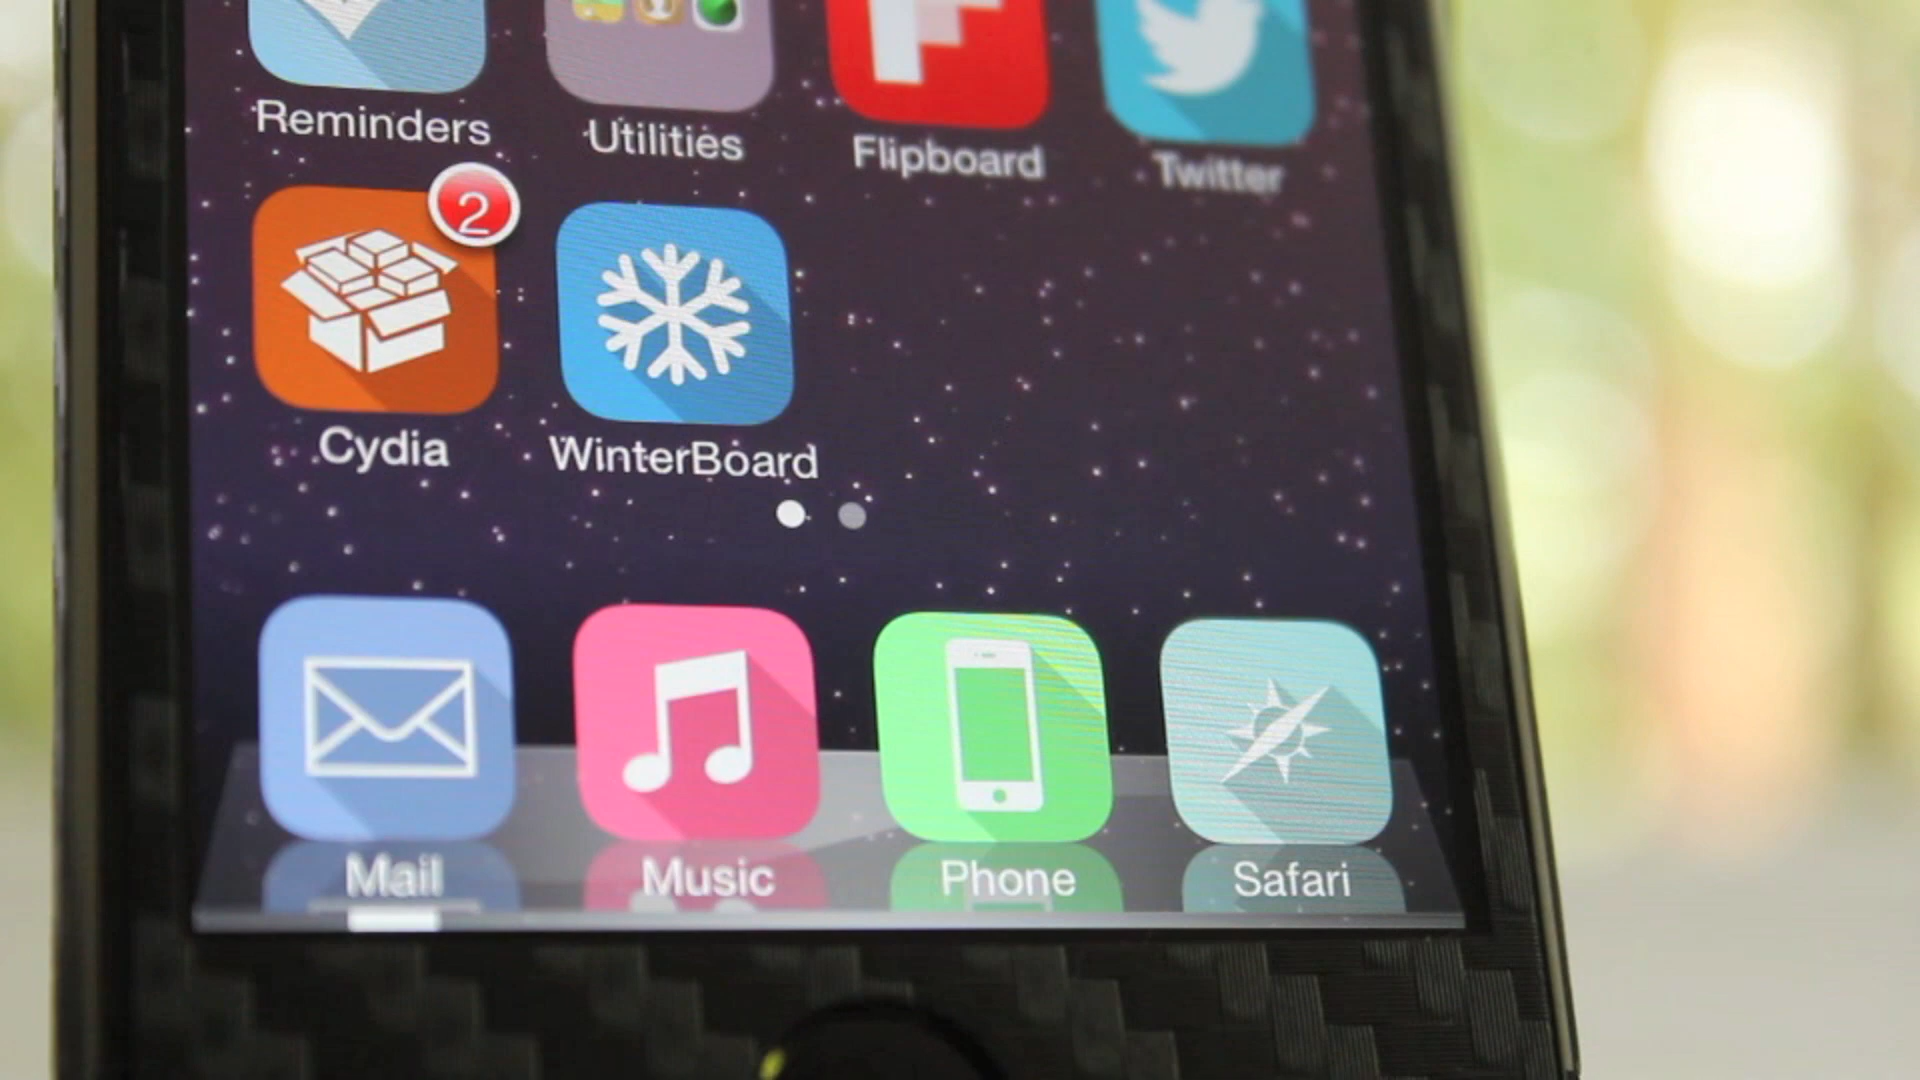 Reminders
Utilities
Flipboard
Twitter
2
Cydia
WinterBoard
Mail
Music
Phone
Safari